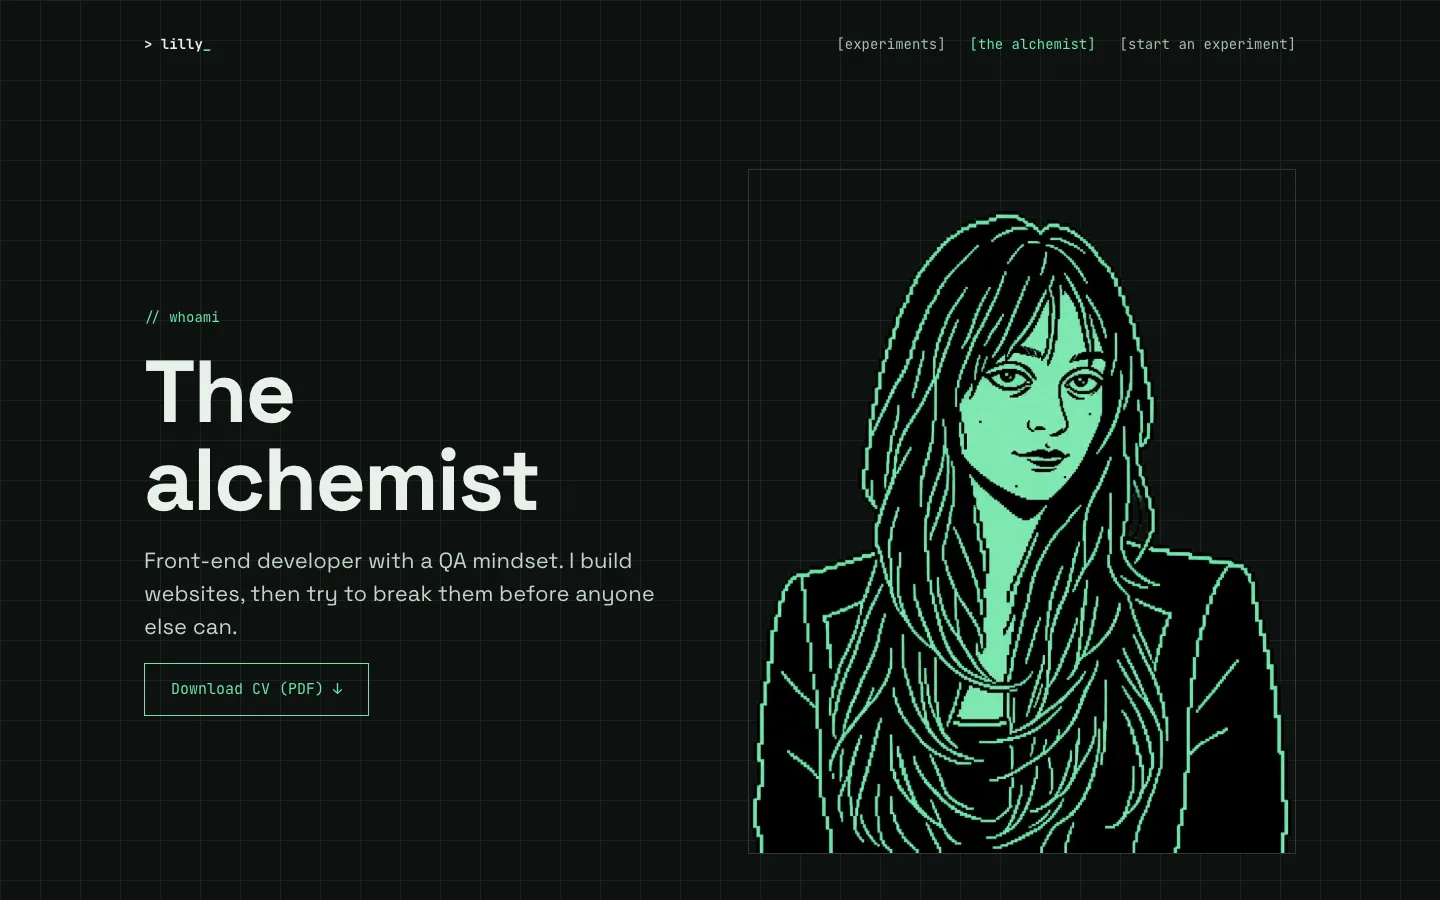 > lilly_
[experiments] [the alchemist] [start an experiment]
// whoami
The
alchemist
Front-end developer with a QA mindset. I build
websites, then try to break them before anyone
else can.
Download CV (PDF) ↓